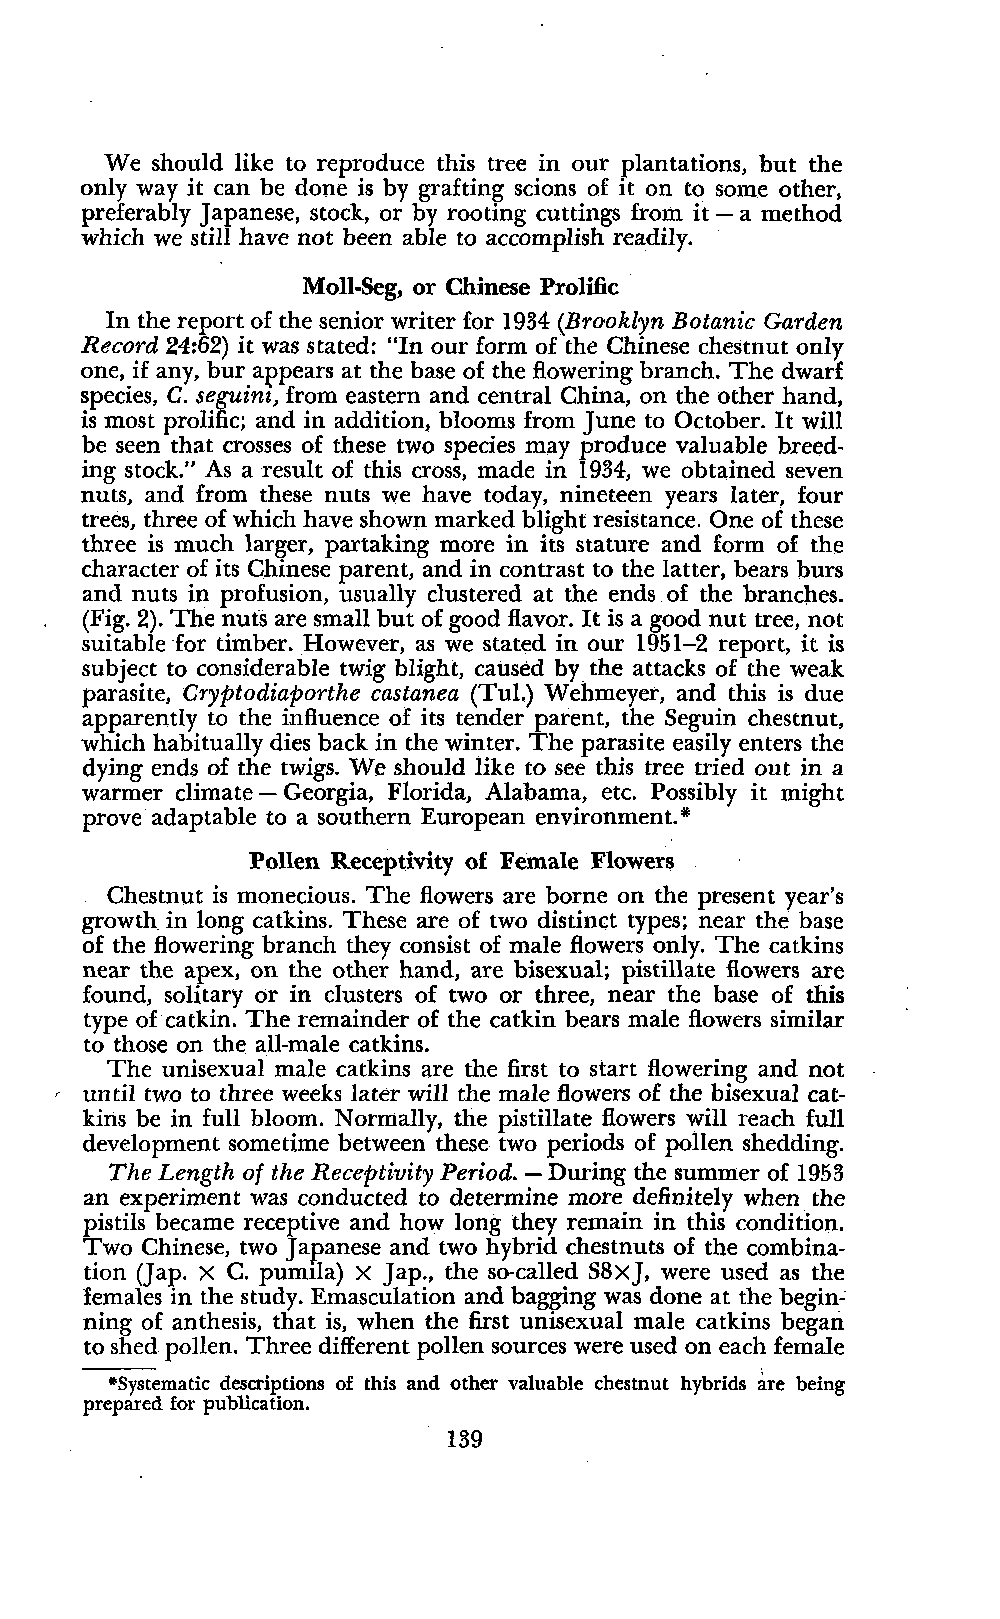 We should like to reproduce this tree in our plantations, but the
only way it can be done is by grafting scions of it on to some other,
preferably Japanese, stock, or by rooting cuttings from it — a method
which we still have not been able to accomplish readily.
Moll-Seg, or Chinese Prolific
In the report of the senior writer for 1934 (Brooklyn Botanic Garden
Record 24:62) it was stated: "In our form of the Chinese chestnut only
one, if any, bur appears at the base of the flowering branch. The dwarf
species, C. seguini, from eastern and central China, on the other hand,
is most prolific; and in addition, blooms from June to October. It will
be seen that crosses of these two species may produce valuable breed-
ing stock." As a result of this cross, made in 1934, we obtained seven
nuts, and from these nuts we have today, nineteen years later, four
trees, three of which have shown marked blight resistance. One of these
three is much larger, partaking more in its stature and form of the
character of its Chinese parent, and in contrast to the latter, bears burs
and nuts in profusion, usually clustered at the ends of the branches.
(Fig. 2). The nuts are small but of good flavor. It is a good nut tree, not
suitable for timber. However, as we stated in our 1951–2 report, it is
subject to considerable twig blight, caused by the attacks of the weak
parasite, Cryptodiaporthe castanea (Tul.) Wehmeyer, and this is due
apparently to the influence of its tender parent, the Seguin chestnut,
which habitually dies back in the winter. The parasite easily enters the
dying ends of the twigs. We should like to see this tree tried out in a
warmer climate — Georgia, Florida, Alabama, etc. Possibly it might
prove adaptable to a southern European environment.*
Pollen Receptivity of Female Flowers
Chestnut is monecious. The flowers are borne on the present year's
growth in long catkins. These are of two distinct types; near the base
of the flowering branch they consist of male flowers only. The catkins
near the apex, on the other hand, are bisexual; pistillate flowers are
found, solitary or in clusters of two or three, near the base of this
type of catkin. The remainder of the catkin bears male flowers similar
to those on the all-male catkins.
The unisexual male catkins are the first to start flowering and not
until two to three weeks later will the male flowers of the bisexual cat-
kins be in full bloom. Normally, the pistillate flowers will reach full
development sometime between these two periods of pollen shedding.
The Length of the Receptivity Period. — During the summer of 1953
an experiment was conducted to determine more definitely when the
pistils became receptive and how long they remain in this condition.
Two Chinese, two Japanese and two hybrid chestnuts of the combina-
tion (Jap. × C. pumila) × Jap., the so-called S8×J, were used as the
females in the study. Emasculation and bagging was done at the begin-
ning of anthesis, that is, when the first unisexual male catkins began
to shed pollen. Three different pollen sources were used on each female
*Systematic descriptions of this and other valuable chestnut hybrids are being
prepared for publication.
139